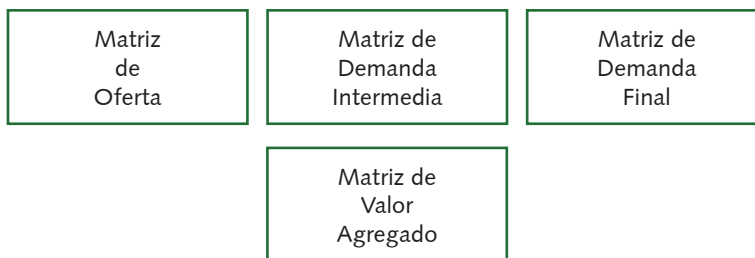 Matriz
de
Oferta
Matriz de
Demanda
Intermedia
Matriz de
Demanda
Final
Matriz de
Valor
Agregado